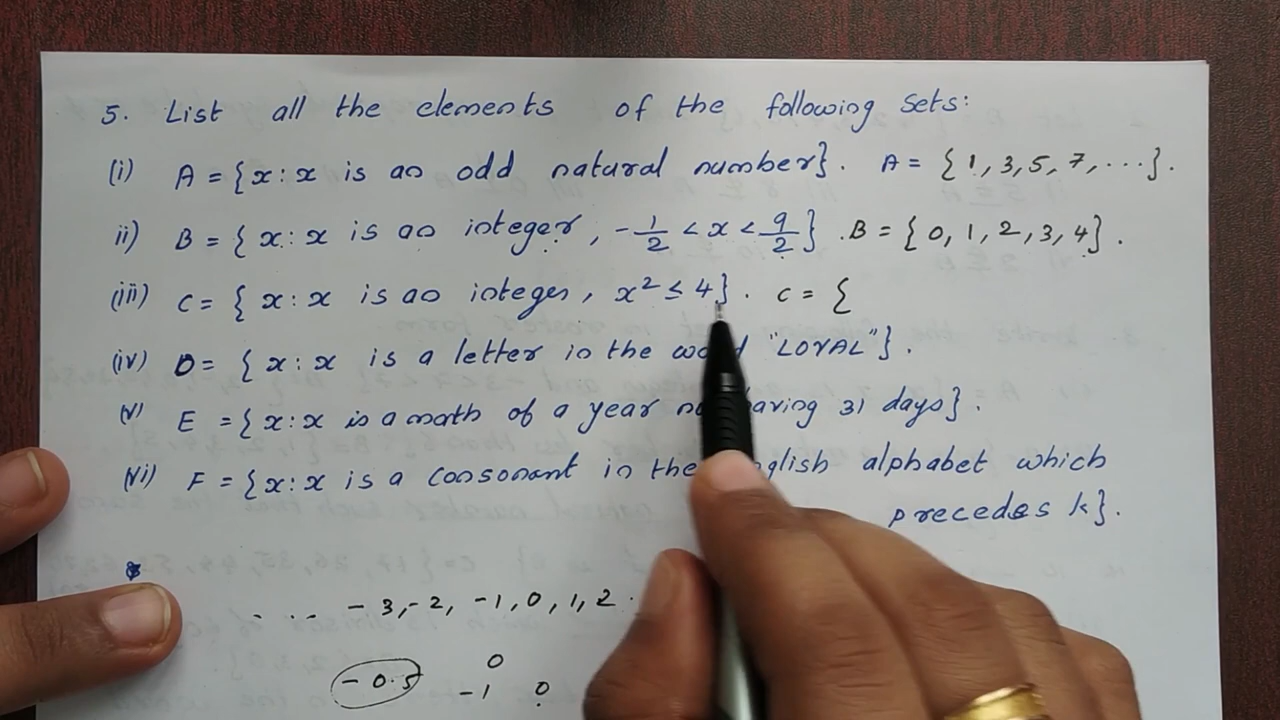 5. List all the elements of the following sets:
(i) A = {x : x is an odd natural number}. A = {1, 3, 5, 7, ...}.
ii) B = {x : x is an integer, -1/2 < x < 9/2}. B = {0, 1, 2, 3, 4}.
(iii) C = {x : x is an integer, x² ≤ 4}. C = {
(iv) D = {x : x is a letter in the "LOYAL"}.
(v) E = {x : x is a month of a year 31 days}.
(vi) F = {x : x is a consonant in the alphabet which
precedes k}.
... -3, -2, -1, 0, 1, 2
0
-0.5 -1 0